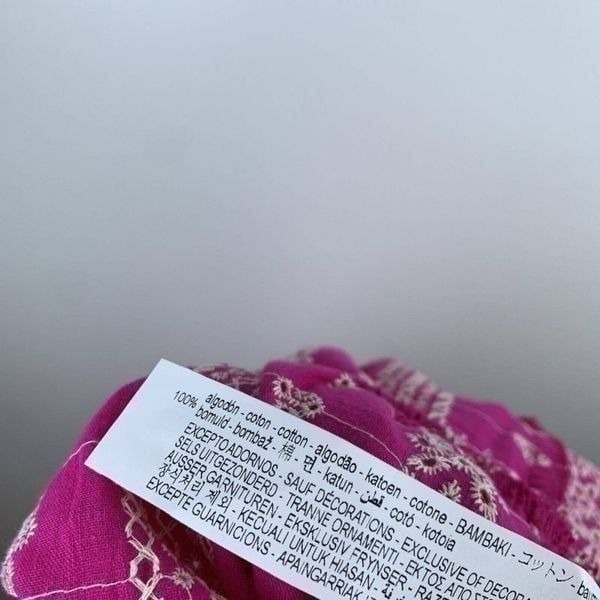 100% algodón - coton - cotton - algodão - katoen - cotone - BAMBAKI - コットン -
bomuld - bombaž - 棉 - 면 - katun - قطن - cotó - kotoia
EXCEPTO ADORNOS - SAUF DÉCORATIONS - EXCLUSIVE OF
SELS UITGEZONDERD - TRANNE ORNAMENTI - ΕΚΤΟΣ ΑΠΟ
AUSSER GARNITUREN - EKSKLUSIV FRYNSER -
장식처리 제외 - KECUALI UNTUK HIASAN -
EXCEPTE GUARNICIONS - APAINGARRIAK